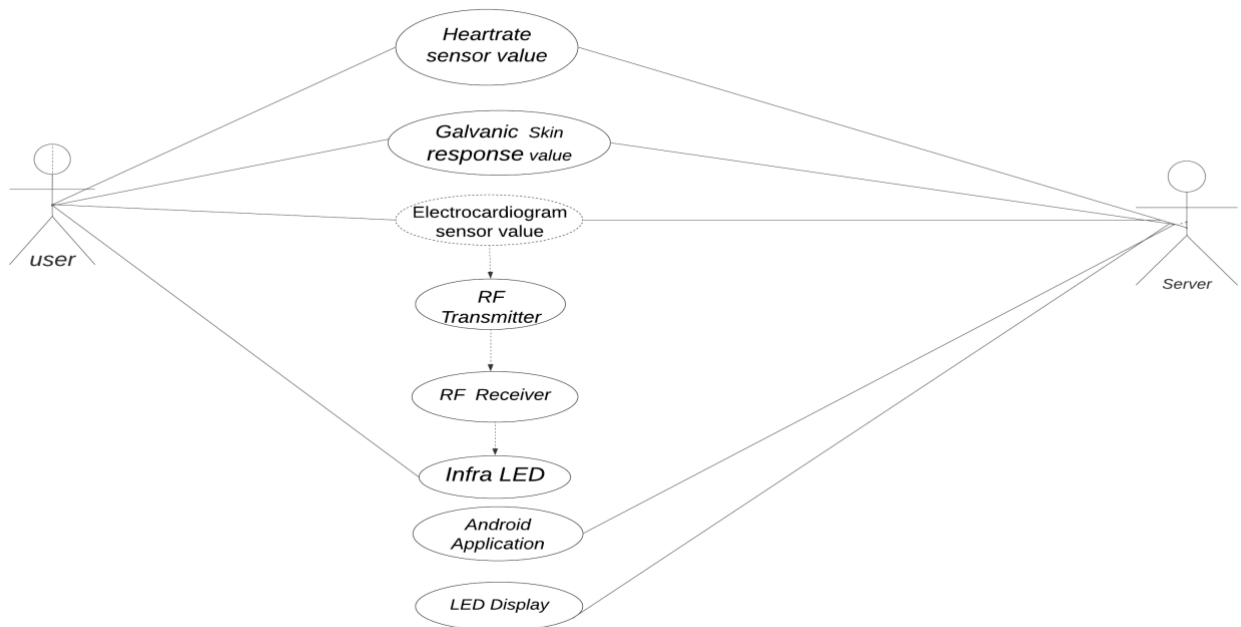 Heartrate
sensor value
Galvanic Skin
response value
Electrocardiogram
sensor value
user
Server
RF
Transmitter
RF Receiver
Infra LED
Android
Application
LED Display